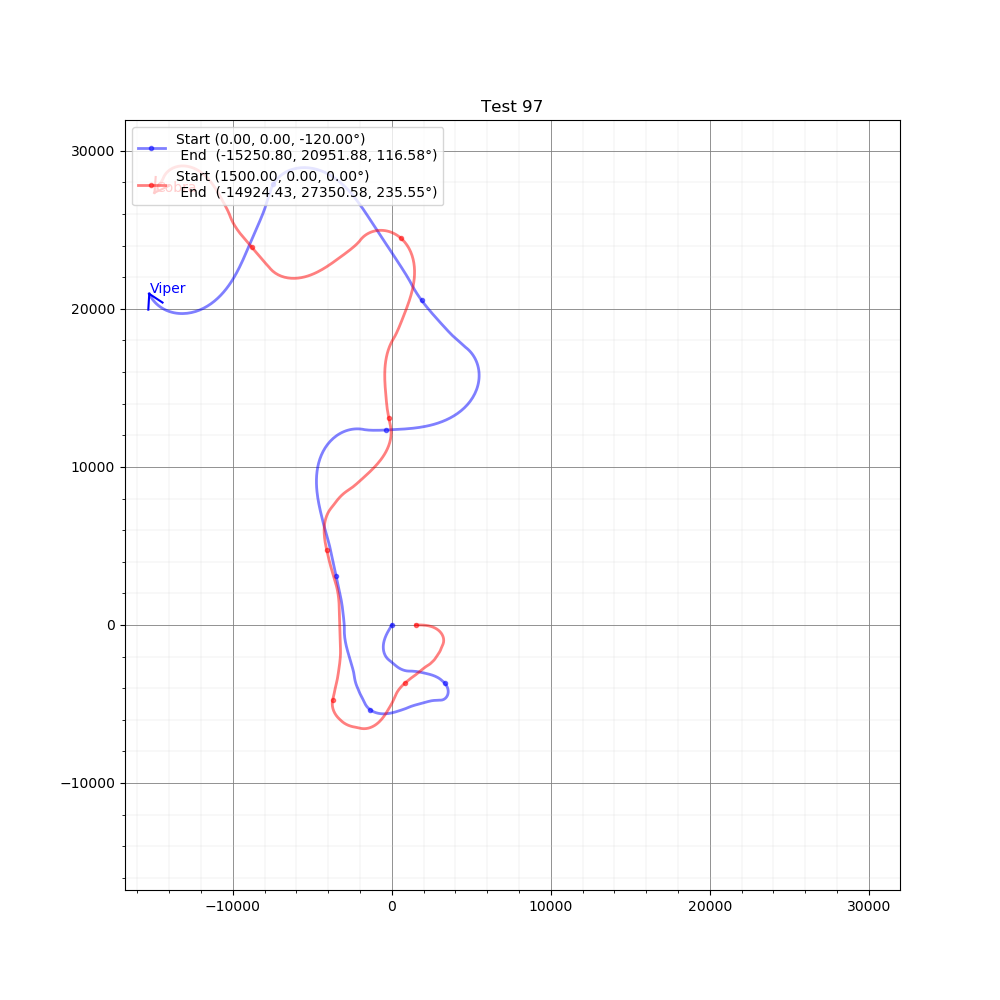 Test 97
Start (0.00, 0.00, -120.00°)
End  (-15250.80, 20951.88, 116.58°)
Start (1500.00, 0.00, 0.00°)
End  (-14924.43, 27350.58, 235.55°)
Viper
30000
20000
10000
0
−10000
−10000
0
10000
20000
30000